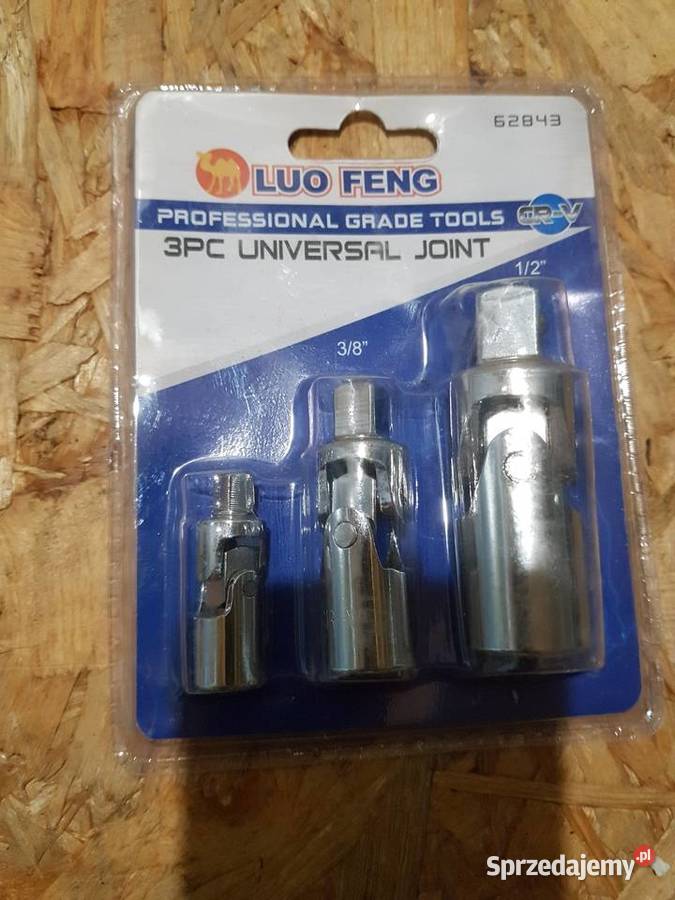 62843
LUO FENG
PROFESSIONAL GRADE TOOLS CR-V
3PC UNIVERSAL JOINT
1/2"
3/8"
Sprzedajemy.pl